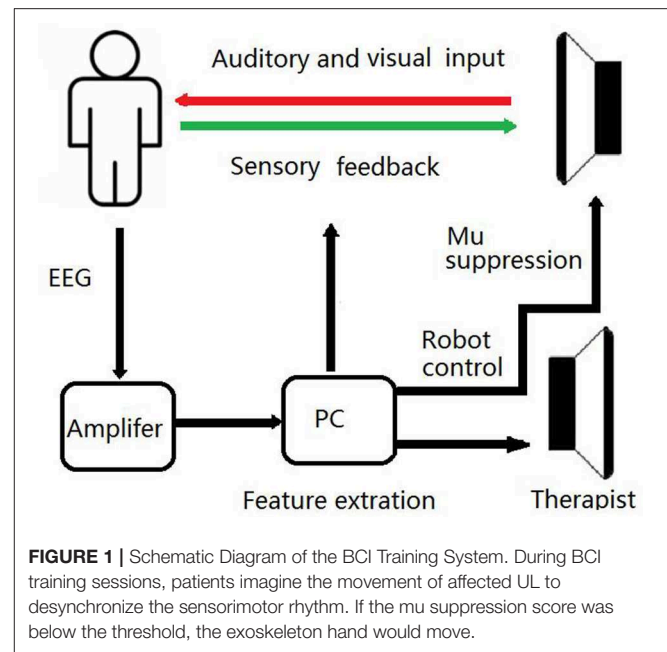 Auditory and visual input
Sensory feedback
EEG
Mu
suppression
Robot
control
Amplifer
PC
Feature extration
Therapist
FIGURE 1 | Schematic Diagram of the BCI Training System. During BCI
training sessions, patients imagine the movement of affected UL to
desynchronize the sensorimotor rhythm. If the mu suppression score was
below the threshold, the exoskeleton hand would move.